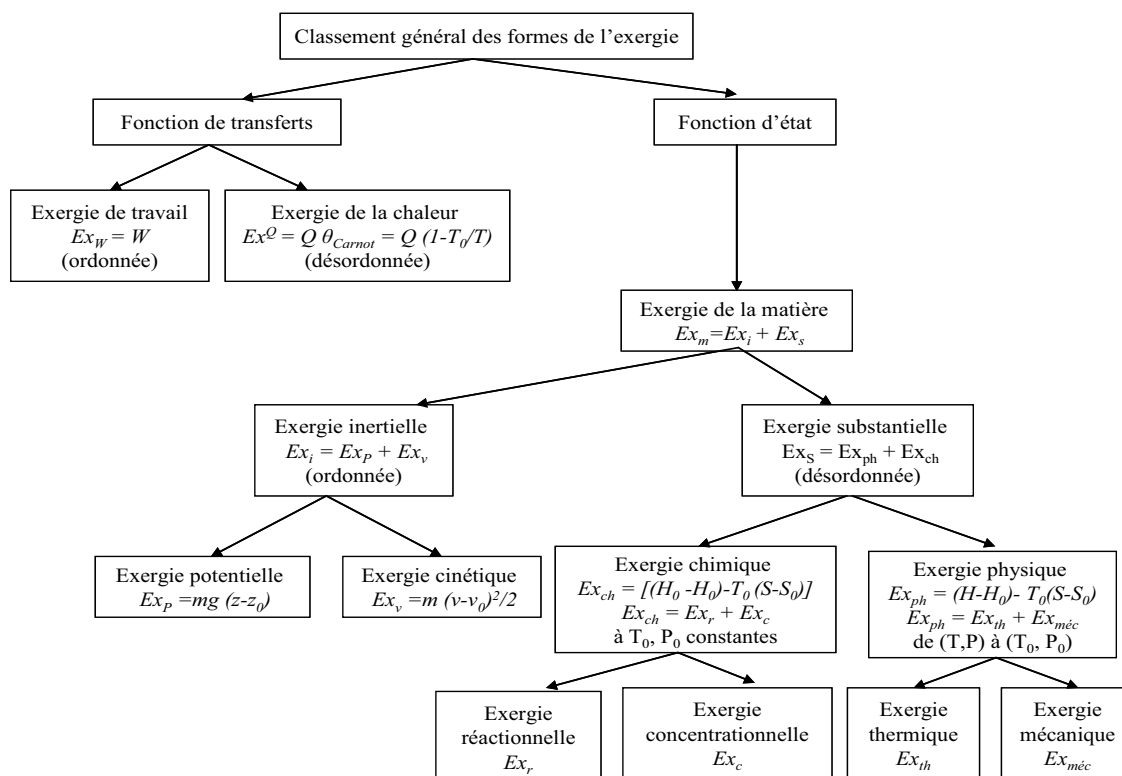 Classement général des formes de l’exergie
Fonction de transferts
Fonction d’état
Exergie de travail
Ex_W = W
(ordonnée)
Exergie de la chaleur
Ex^Q = Q θ_Carnot = Q (1-T_0/T)
(désordonnée)
Exergie de la matière
Ex_m=Ex_i + Ex_s
Exergie inertielle
Ex_i = Ex_P + Ex_v
(ordonnée)
Exergie substantielle
Ex_S = Ex_ph + Ex_ch
(désordonnée)
Exergie potentielle
Ex_P =mg (z-z_0)
Exergie cinétique
Ex_v =m (v-v_0)²/2
Exergie chimique
Ex_ch = [(H_0 -H_0)-T_0 (S-S_0)]
Ex_ch = Ex_r + Ex_c
à T_0, P_0 constantes
Exergie physique
Ex_ph = (H-H_0)- T_0(S-S_0)
Ex_ph = Ex_th + Ex_méc
de (T,P) à (T_0, P_0)
Exergie
réactionnelle
Ex_r
Exergie
concentrationnelle
Ex_c
Exergie
thermique
Ex_th
Exergie
mécanique
Ex_méc